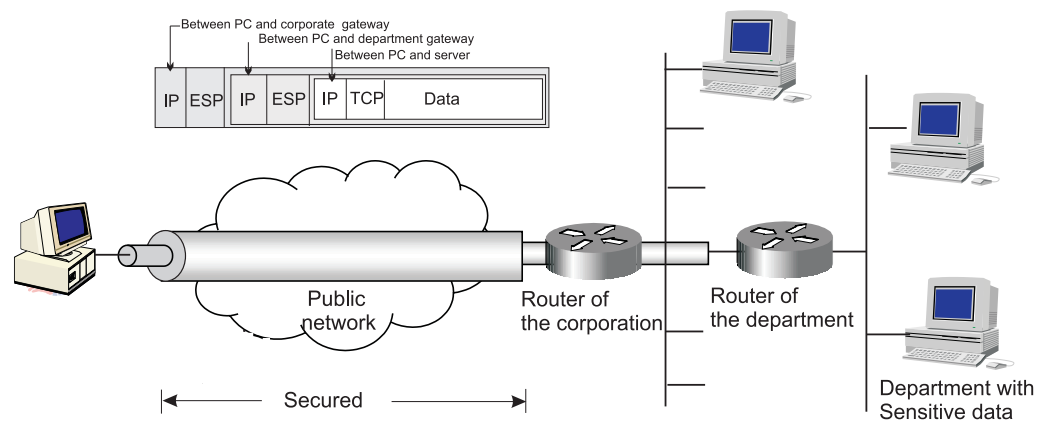 Between PC and corporate gateway
Between PC and department gateway
Between PC and server
IP ESP IP ESP IP TCP Data
Public
network
Router of
the corporation
Router of
the department
Secured
Department with
Sensitive data